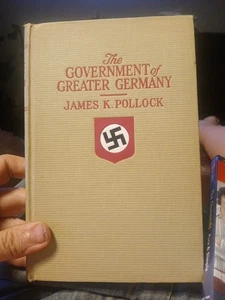 The
GOVERNMENT of
GREATER GERMANY
JAMES K. POLLOCK